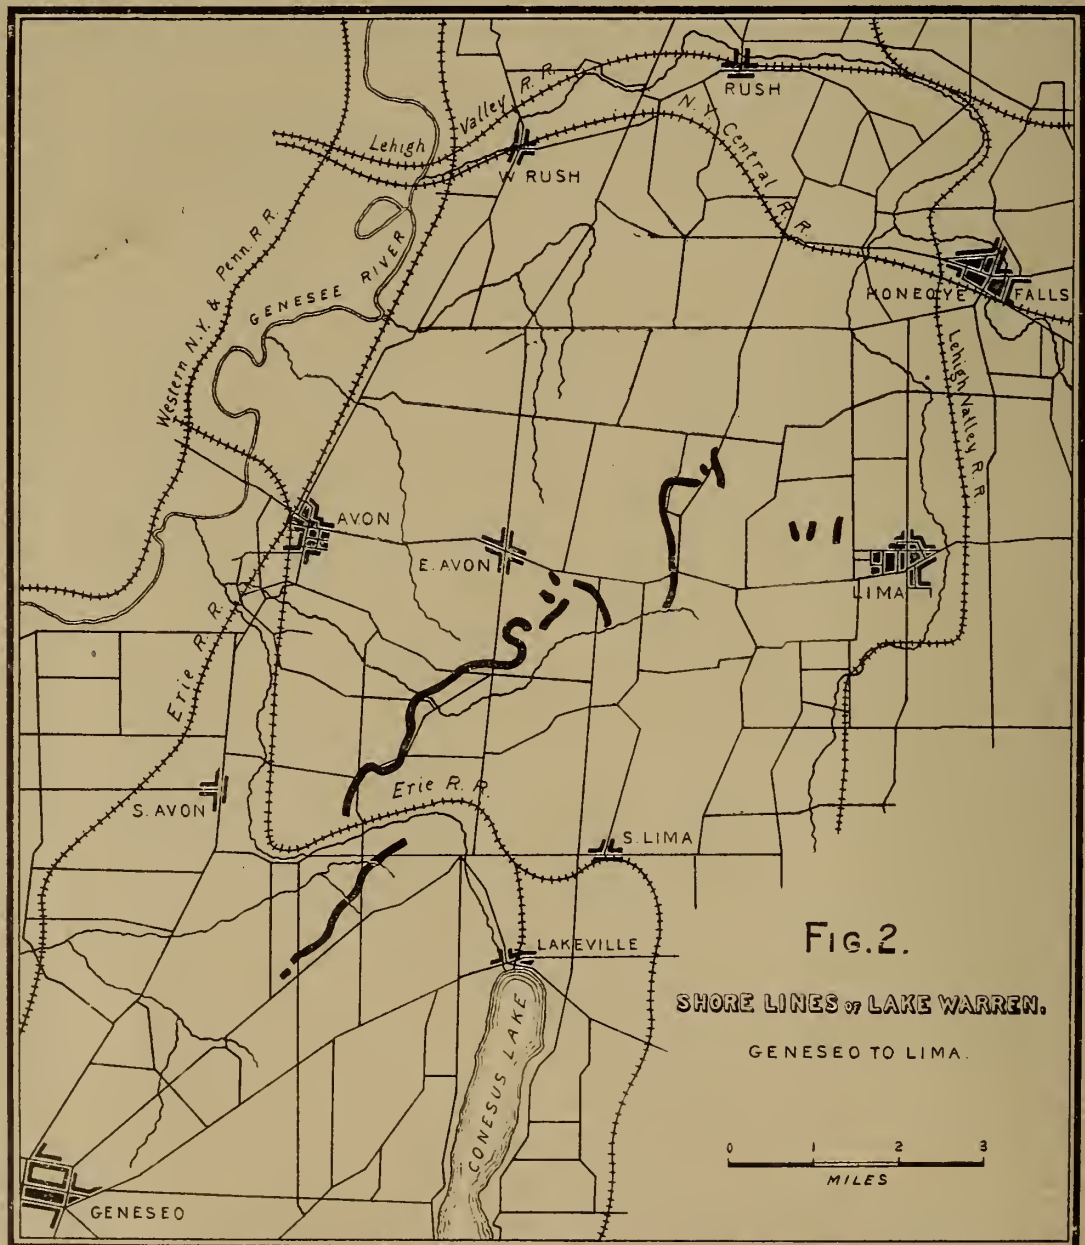 RUSH
Lehigh Valley R.R.
W RUSH
N.Y. Central R.R.
Western N.Y. & Penn. R.R.
GENESEE RIVER
HONEOYE FALLS
Lehigh Valley R.R.
AVON
E. AVON
LIMA
Erie R.R.
S. AVON
Erie R.R.
S. LIMA
LAKEVILLE
FIG. 2.
SHORE LINES of LAKE WARREN.
GENESEO TO LIMA.
CONESUS LAKE
0 1 2 3
MILES
GENESEO